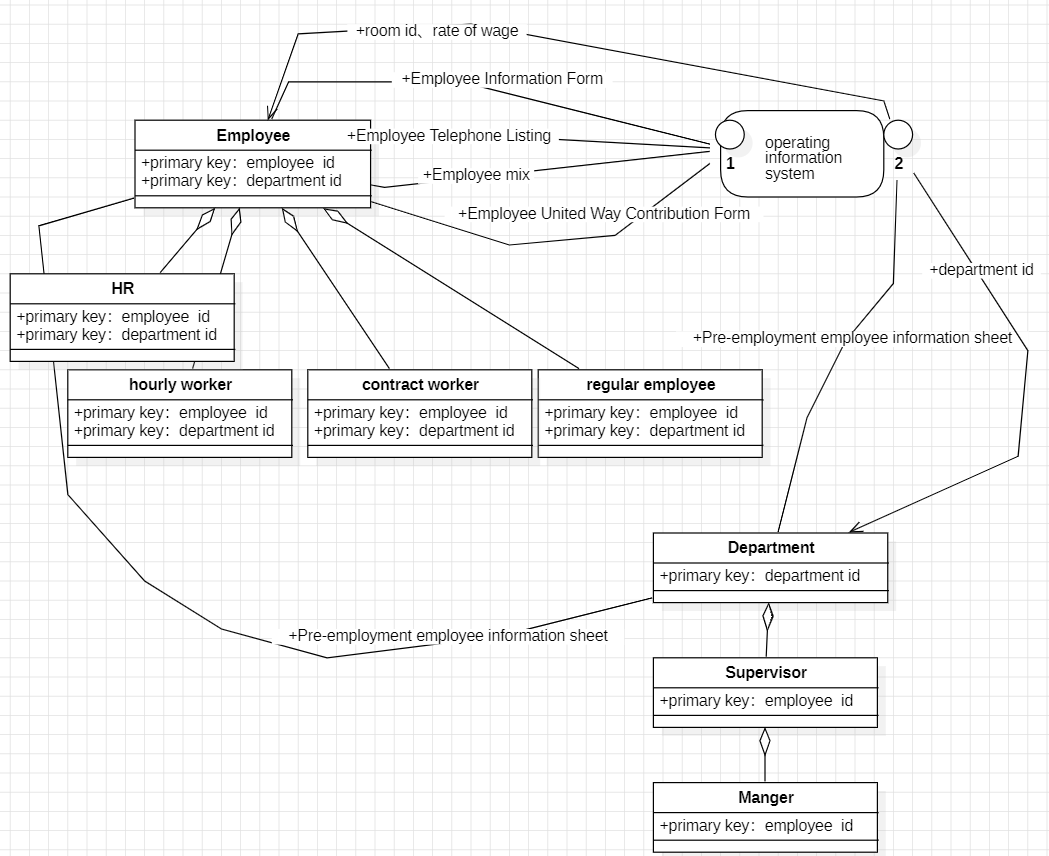 +room id、rate of wage
+Employee Information Form
Employee
+Employee Telephone Listing
+primary key：employee  id
+primary key：department id
+Employee mix
+Employee United Way Contribution Form
1
operating
information
system
2
+department id
HR
+primary key：employee  id
+primary key：department id
+Pre-employment employee information sheet
hourly worker
+primary key：employee  id
+primary key：department id
contract worker
+primary key：employee  id
+primary key：department id
regular employee
+primary key：employee  id
+primary key：department id
Department
+primary key：department id
+Pre-employment employee information sheet
Supervisor
+primary key：employee  id
Manger
+primary key：employee  id